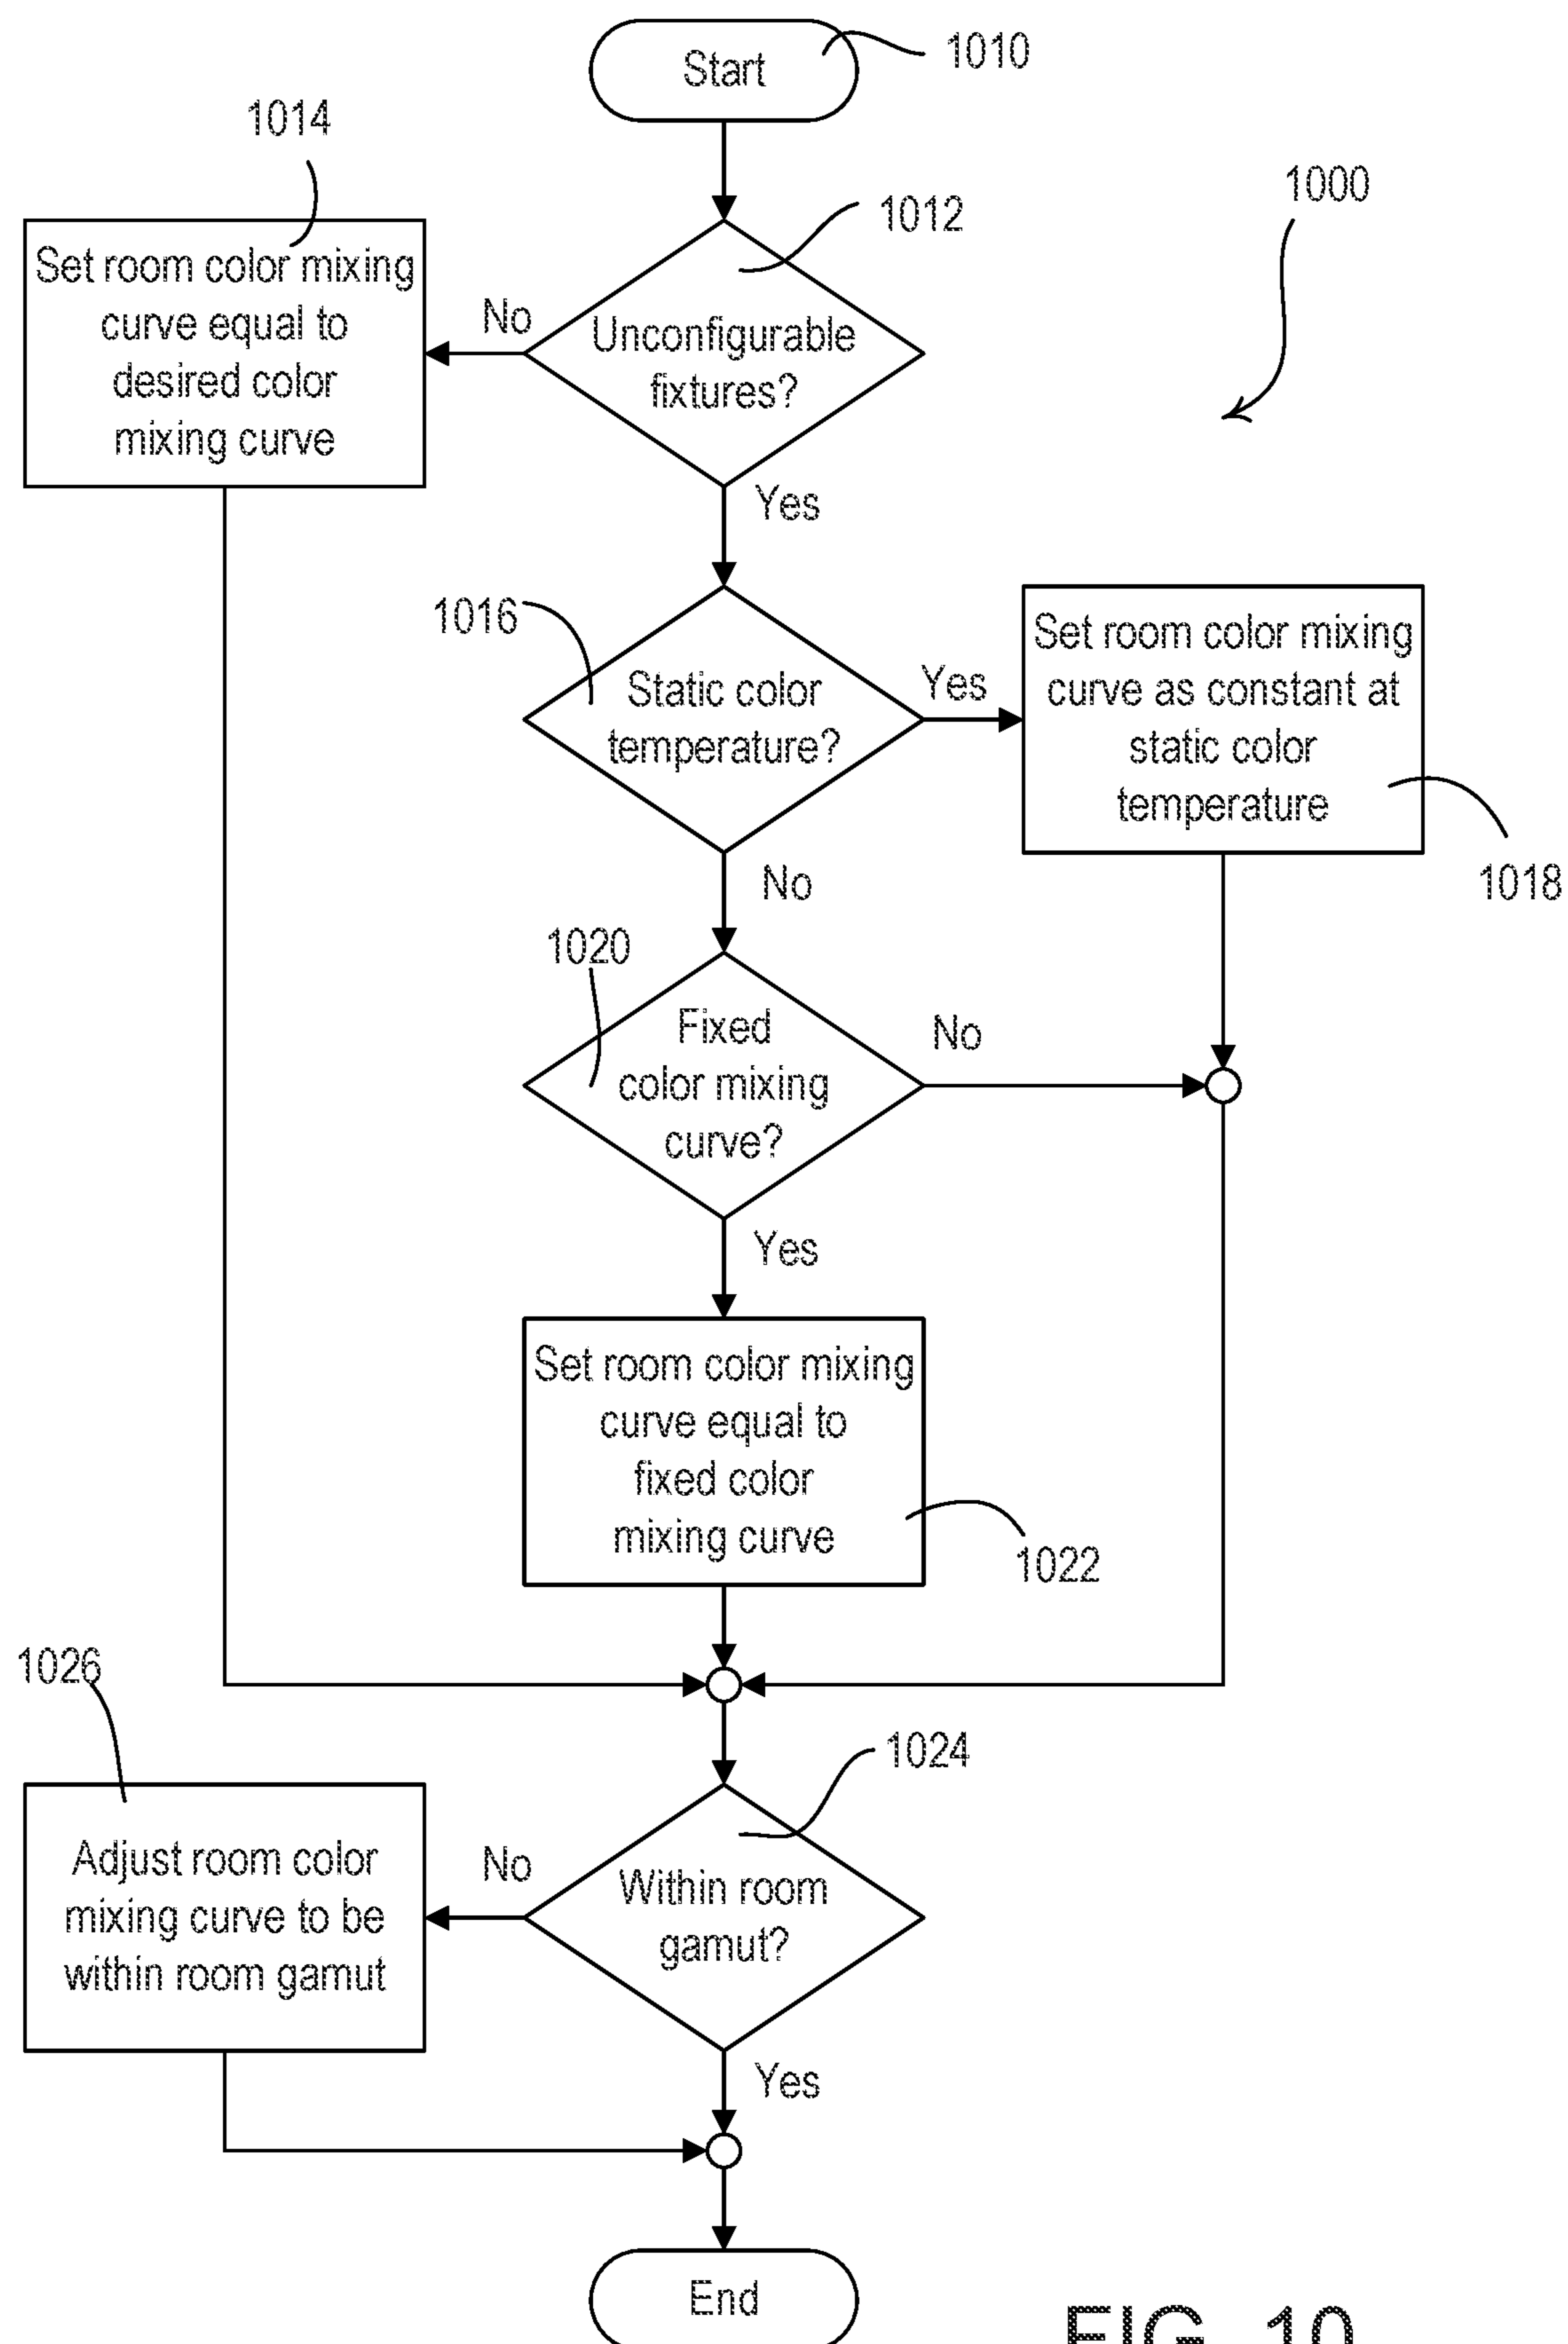 Start
1010
1014
1012
1000
Set room color mixing
curve equal to
desired color
mixing curve
No
Unconfigurable
fixtures?
Yes
1016
Static color
temperature?
Yes
Set room color mixing
curve as constant at
static color
temperature
1018
No
1020
Fixed
color mixing
curve?
No
Yes
Set room color mixing
curve equal to
fixed color
mixing curve
1022
1026
1024
Adjust room color
mixing curve to be
within room gamut
No
Within room
gamut?
Yes
End
FIG. 10